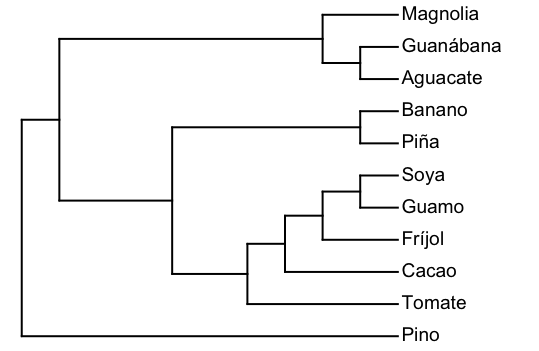 Magnolia
Guanábana
Aguacate
Banano
Piña
Soya
Guamo
Fríjol
Cacao
Tomate
Pino